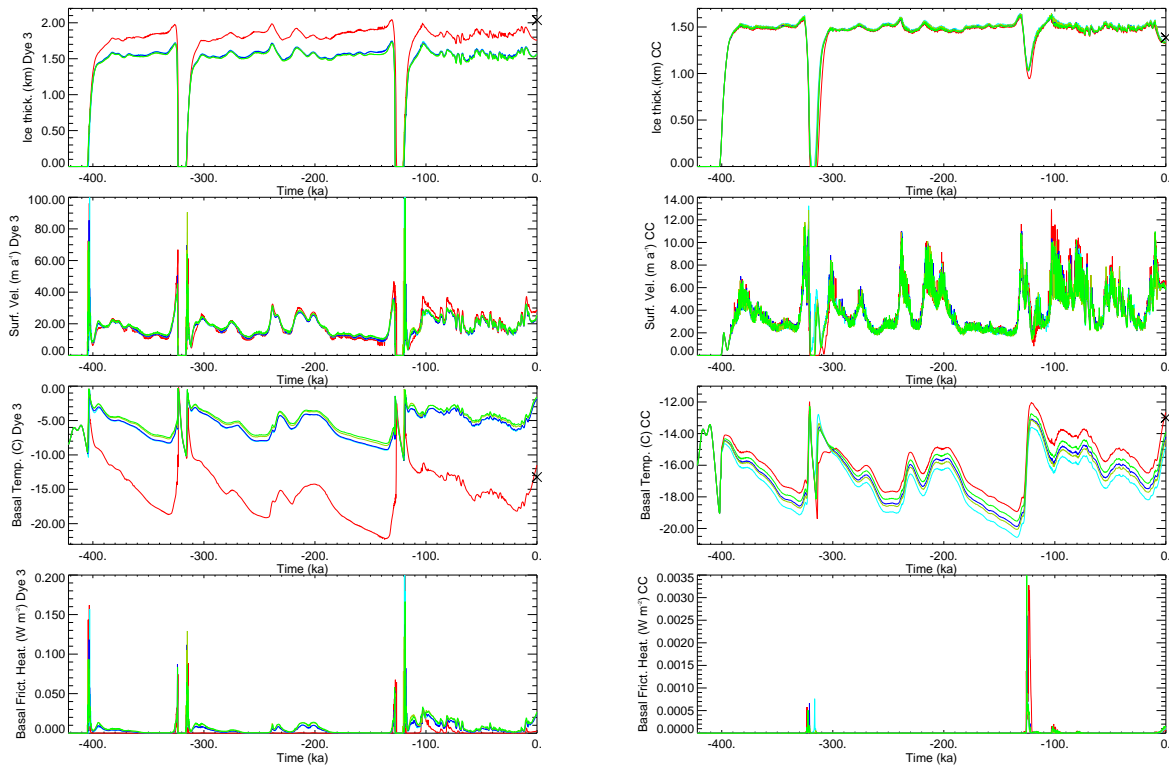 Ice thick. (km) Dye 3
2.00
1.50
1.00
0.50
0.00
-400. -300. -200. -100. 0.
Time (ka)
Ice thick.(km) CC
1.50
1.00
0.50
0.00
-400. -300. -200. -100. 0.
Time (ka)
Surf. Vel. (m a⁻¹) Dye 3
100.00
80.00
60.00
40.00
20.00
0.00
-400. -300. -200. -100. 0.
Time (ka)
Surf. Vel. (m a⁻¹) CC
14.00
12.00
10.00
8.00
6.00
4.00
2.00
0.00
-400. -300. -200. -100. 0.
Time (ka)
Basal Temp. (C) Dye 3
0.00
-5.00
-10.00
-15.00
-20.00
-400. -300. -200. -100. 0.
Time (ka)
Basal Temp. (C) CC
-12.00
-14.00
-16.00
-18.00
-20.00
-400. -300. -200. -100. 0.
Time (ka)
Basal Frict. Heat. (W m⁻²) Dye 3
0.200
0.150
0.100
0.050
0.000
-400. -300. -200. -100. 0.
Time (ka)
Basal Frict. Heat. (W m⁻²) CC
0.0035
0.0030
0.0025
0.0020
0.0015
0.0010
0.0005
0.0000
-400. -300. -200. -100. 0.
Time (ka)